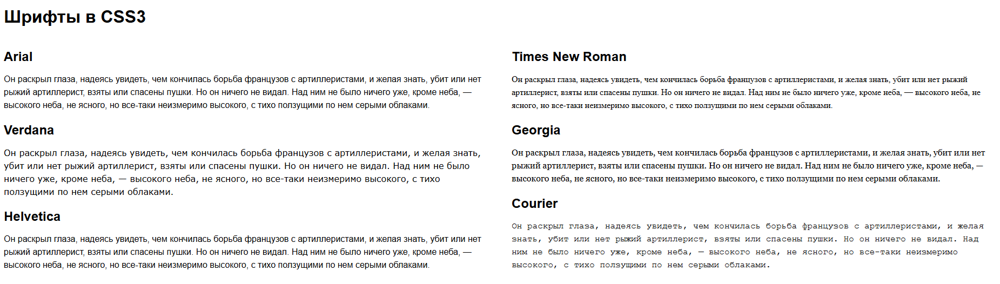 Шрифты в CSS3
Arial
Он раскрыл глаза, надеясь увидеть, чем кончилась борьба французов с артиллеристами, и желая знать, убит или нет
рыжий артиллерист, взяты или спасены пушки. Но он ничего не видал. Над ним не было ничего уже, кроме неба, —
высокого неба, не ясного, но все-таки неизмеримо высокого, с тихо ползущими по нем серыми облаками.
Verdana
Он раскрыл глаза, надеясь увидеть, чем кончилась борьба французов с артиллеристами, и желая знать,
убит или нет рыжий артиллерист, взяты или спасены пушки. Но он ничего не видал. Над ним не было
ничего уже, кроме неба, — высокого неба, не ясного, но все-таки неизмеримо высокого, с тихо
ползущими по нем серыми облаками.
Helvetica
Он раскрыл глаза, надеясь увидеть, чем кончилась борьба французов с артиллеристами, и желая знать, убит или нет
рыжий артиллерист, взяты или спасены пушки. Но он ничего не видал. Над ним не было ничего уже, кроме неба, —
высокого неба, не ясного, но все-таки неизмеримо высокого, с тихо ползущими по нем серыми облаками.
Times New Roman
Он раскрыл глаза, надеясь увидеть, чем кончилась борьба французов с артиллеристами, и желая знать, убит или нет рыжий
артиллерист, взяты или спасены пушки. Но он ничего не видал. Над ним не было ничего уже, кроме неба, — высокого неба, не
ясного, но все-таки неизмеримо высокого, с тихо ползущими по нем серыми облаками.
Georgia
Он раскрыл глаза, надеясь увидеть, чем кончилась борьба французов с артиллеристами, и желая знать, убит или нет
рыжий артиллерист, взяты или спасены пушки. Но он ничего не видал. Над ним не было ничего уже, кроме неба, —
высокого неба, не ясного, но все-таки неизмеримо высокого, с тихо ползущими по нем серыми облаками.
Courier
Он раскрыл глаза, надеясь увидеть, чем кончилась борьба французов с артиллеристами, и желая
знать, убит или нет рыжий артиллерист, взяты или спасены пушки. Но он ничего не видал. Над
ним не было ничего уже, кроме неба, — высокого неба, не ясного, но все-таки неизмеримо
высокого, с тихо ползущими по нем серыми облаками.